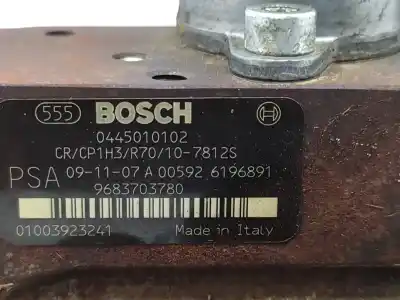 555 BOSCH
0445010102
CR/CP1H3/R70/10-7812S
PSA 09-11-07 A 00592 6196891
9683703780
01003923241 Made in Italy